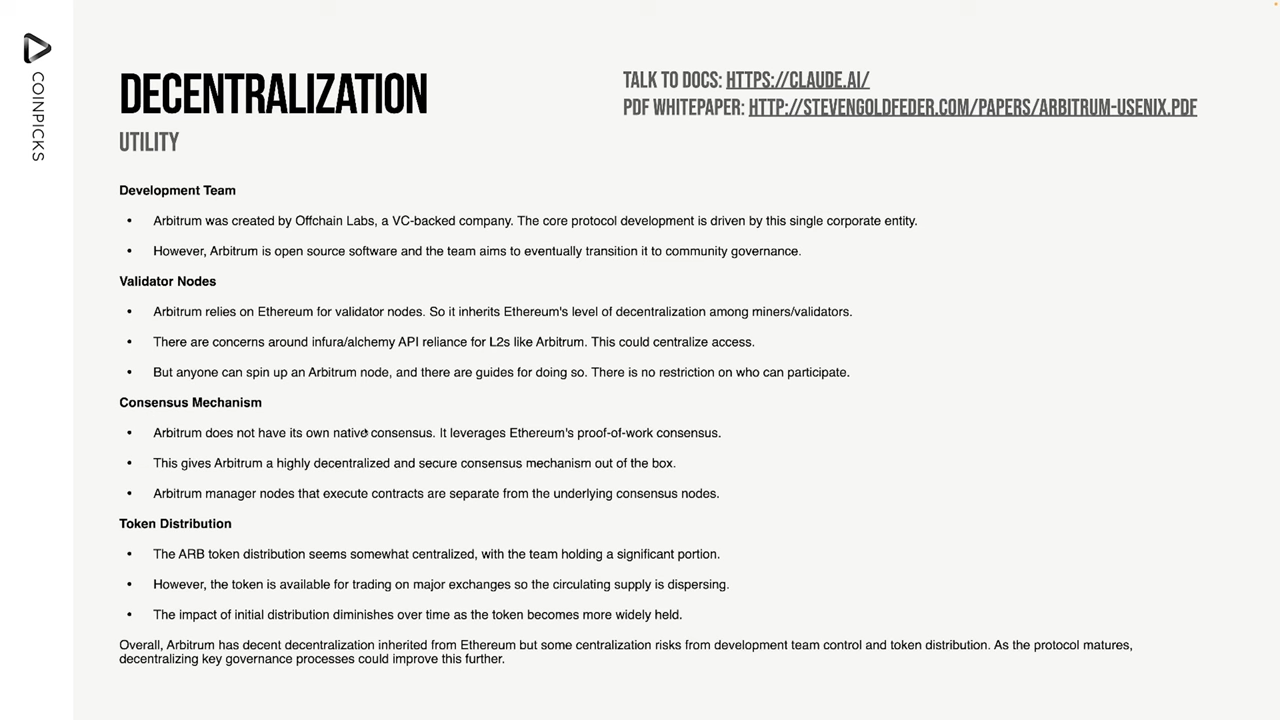 COINPICKS
DECENTRALIZATION
UTILITY
TALK TO DOCS: HTTPS://CLAUDE.AI/
PDF WHITEPAPER: HTTP://STEVENGOLDFEDER.COM/PAPERS/ARBITRUM-USENIX.PDF
Development Team
• Arbitrum was created by Offchain Labs, a VC-backed company. The core protocol development is driven by this single corporate entity.
• However, Arbitrum is open source software and the team aims to eventually transition it to community governance.
Validator Nodes
• Arbitrum relies on Ethereum for validator nodes. So it inherits Ethereum's level of decentralization among miners/validators.
• There are concerns around infura/alchemy API reliance for L2s like Arbitrum. This could centralize access.
• But anyone can spin up an Arbitrum node, and there are guides for doing so. There is no restriction on who can participate.
Consensus Mechanism
• Arbitrum does not have its own native consensus. It leverages Ethereum's proof-of-work consensus.
• This gives Arbitrum a highly decentralized and secure consensus mechanism out of the box.
• Arbitrum manager nodes that execute contracts are separate from the underlying consensus nodes.
Token Distribution
• The ARB token distribution seems somewhat centralized, with the team holding a significant portion.
• However, the token is available for trading on major exchanges so the circulating supply is dispersing.
• The impact of initial distribution diminishes over time as the token becomes more widely held.
Overall, Arbitrum has decent decentralization inherited from Ethereum but some centralization risks from development team control and token distribution. As the protocol matures,
decentralizing key governance processes could improve this further.